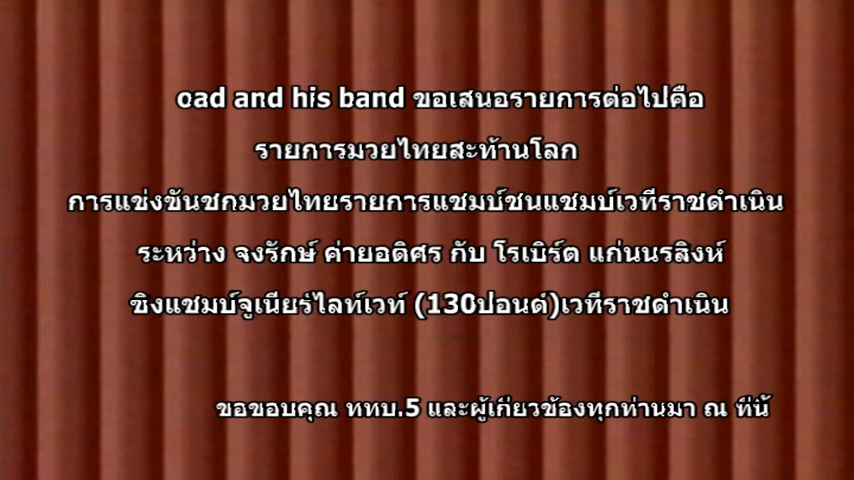 oad and his band ขอเสนอรายการต่อไปคือ
รายการมวยไทยสะท้านโลก
การแข่งขันชกมวยไทยรายการแชมป์ชนแชมป์เวทีราชดำเนิน
ระหว่าง จงรักษ์ ค่ายอดิศร กับ โรเบิร์ต แก่นนรสิงห์
ชิงแชมป์จูเนียร์ไลท์เวท์ (130ปอนด์)เวทีราชดำเนิน
ขอขอบคุณ ททบ.5 และผู้เกี่ยวข้องทุกท่านมา ณ ที่นี้